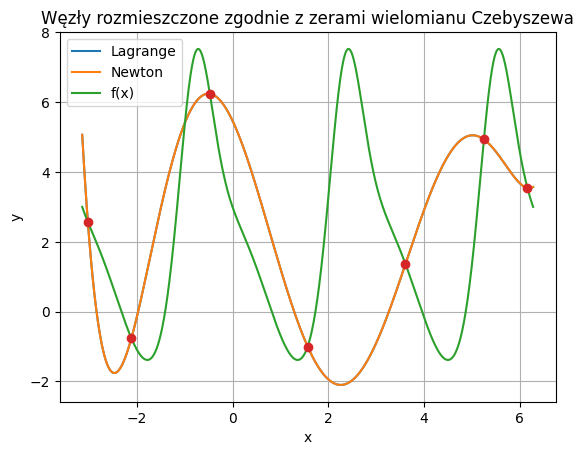 Węzły rozmieszczone zgodnie z zerami wielomianu Czebyszewa
Lagrange
Newton
f(x)
8
6
4
2
0
−2
y
−2
0
2
4
6
x